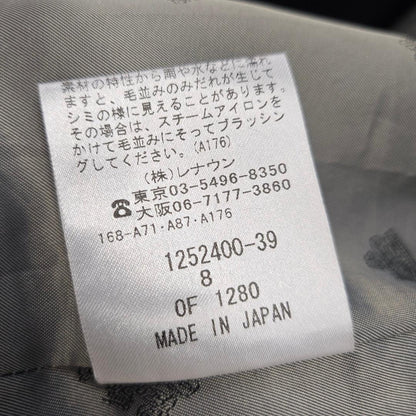 素材の特性から雨や水などに濡れ
ますと、毛並みのみだれが生じて
シミの様に見えることがあります。
その場合は、スチームアイロンを
かけて毛並みにそってブラッシン
グしてください。(A176)
(株)レナウン
☎東京03-5496-8350
大阪06-7177-3860
168-A71・A87・A176
1252400-39
8
OF 1280
MADE IN JAPAN